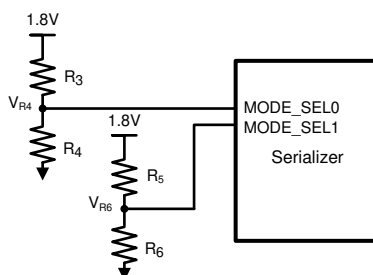 1.8V
R3
VR4
MODE_SEL0
1.8V
MODE_SEL1
R4
Serializer
R5
VR6
R6